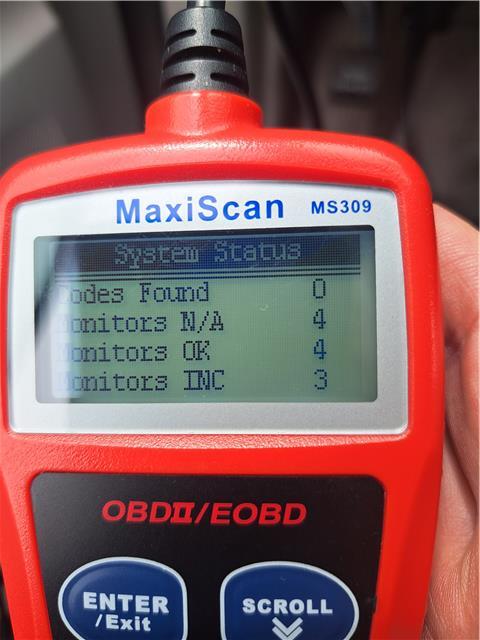 MaxiScan MS309
System Status
Codes Found 0
Monitors N/A 4
Monitors OK 4
Monitors INC 3
OBDII/EOBD
ENTER
/Exit
SCROLL